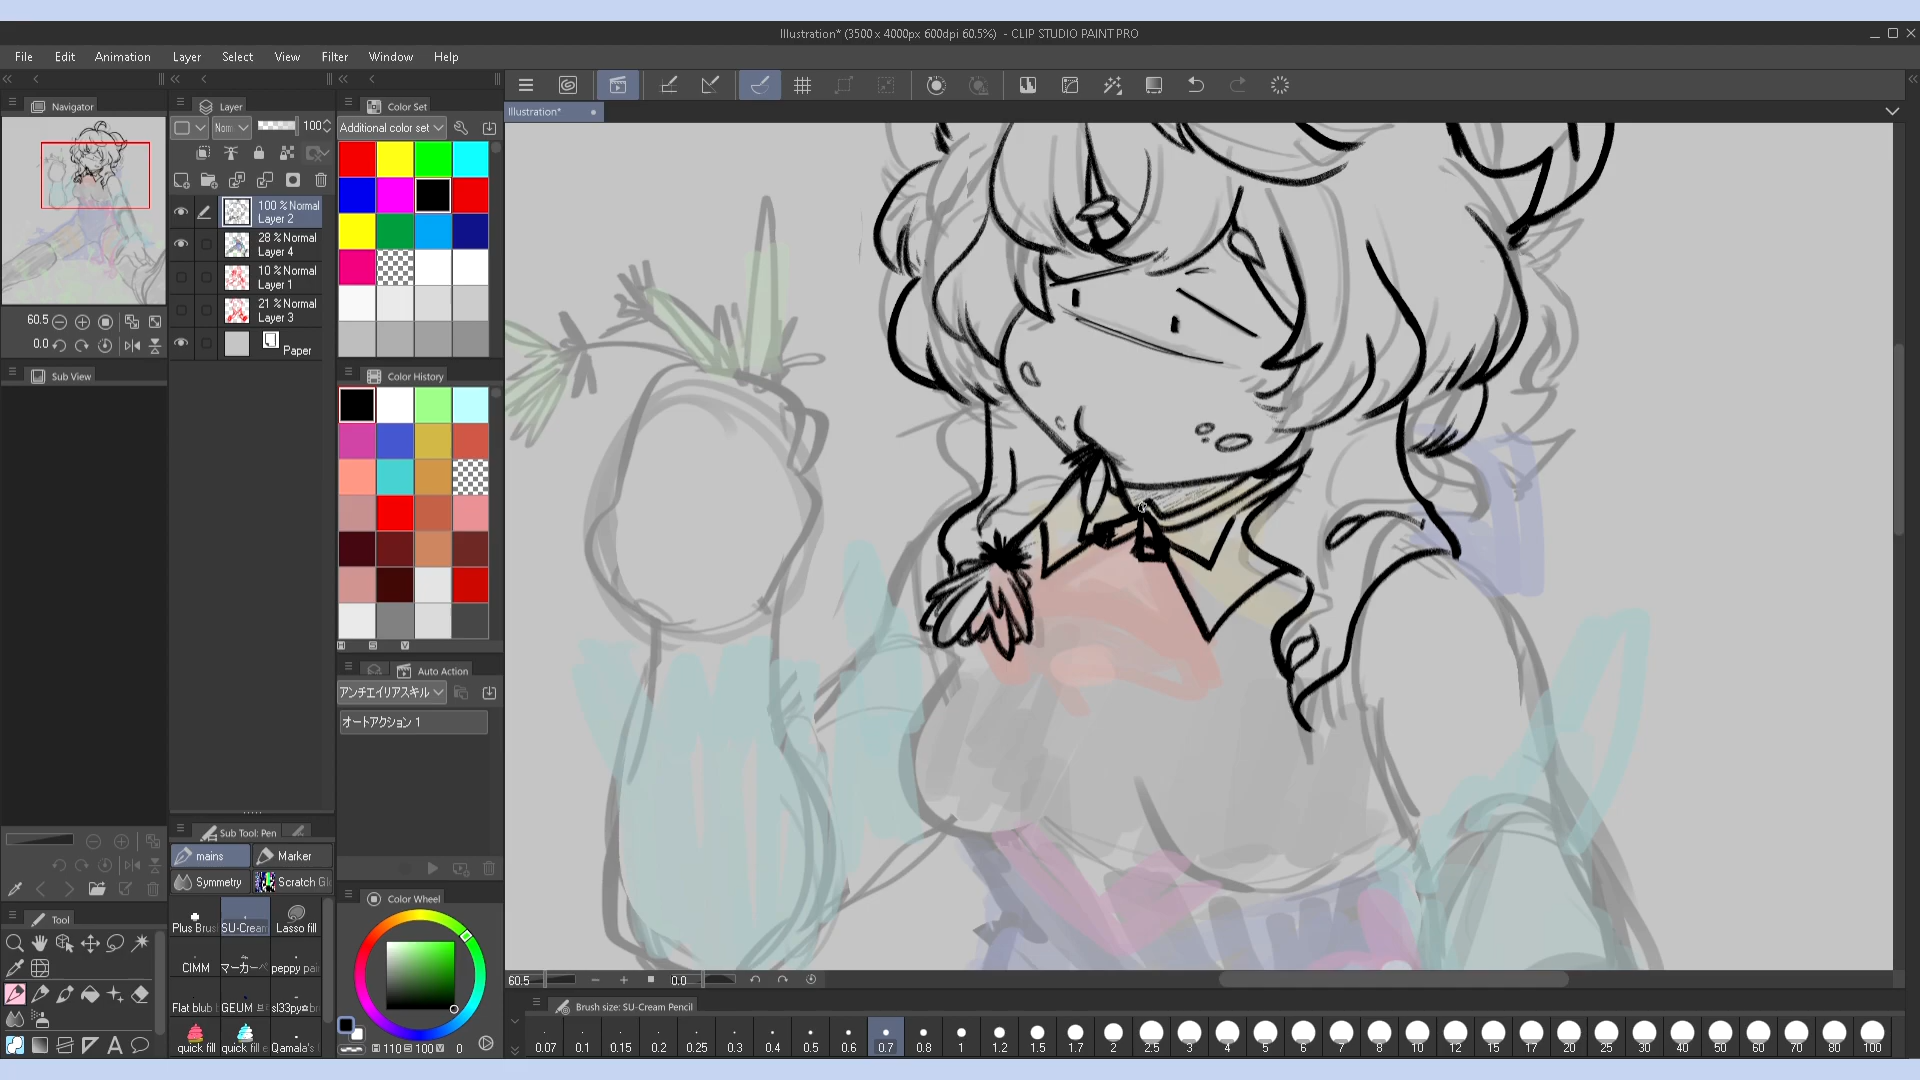 Illustration* (3500 x 4000px 600dpi 60.5%) - CLIP STUDIO PAINT PRO
File Edit Animation Layer Select View Filter Window Help
Navigator
Layer
Color Set
Illustration*
Additional color set
Norn 100
100 % Normal
Layer 2
28 % Normal
Layer 4
10 % Normal
Layer 1
21 % Normal
Layer 3
Paper
60.5
0.0
Sub View
Color History
Auto Action
アンチエイリアスキル
オートアクション 1
Sub Tool: Pen
mains
Marker
Symmetry
Scratch Gl
Plus Brus
SU-Cream
Lasso fill
CIMM
マーカーペ
peppy pai
Flat blub
GEUM
sl33py
quick fill
quick fill e
Qamala's
Tool
Color Wheel
H 110 S 100 V 0
60.5
0.0
Brush size: SU-Cream Pencil
0.07 0.1 0.15 0.2 0.25 0.3 0.4 0.5 0.6 0.7 0.8 1 1.2 1.5 1.7 2 2.5 3 4 5 6 7 8 10 12 15 17 20 25 30 40 50 60 70 80 100